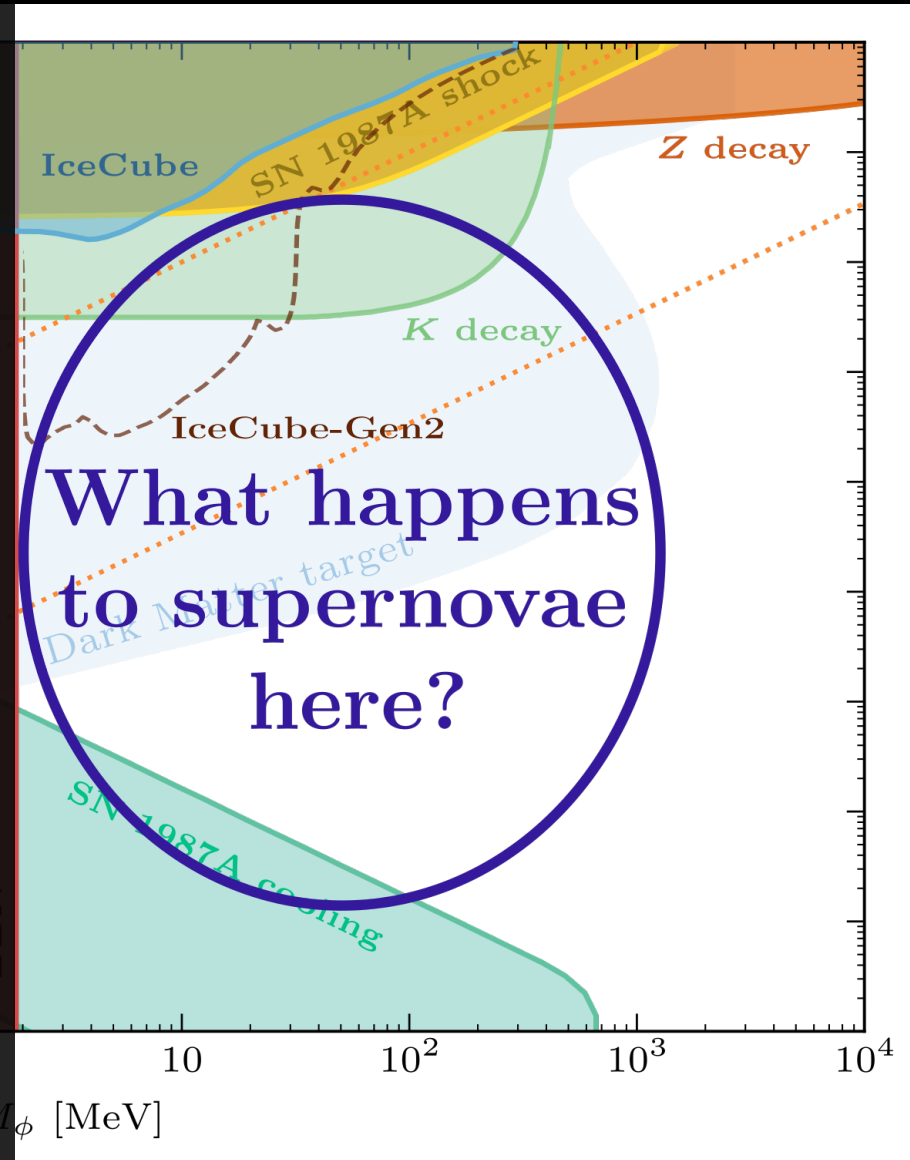 SN 1987A shock
IceCube
Z decay
K decay
IceCube-Gen2
What happens
Dark Matter target
to supernovae
here?
SN 1987A cooling
10 10² 10³ 10⁴
ϕ [MeV]